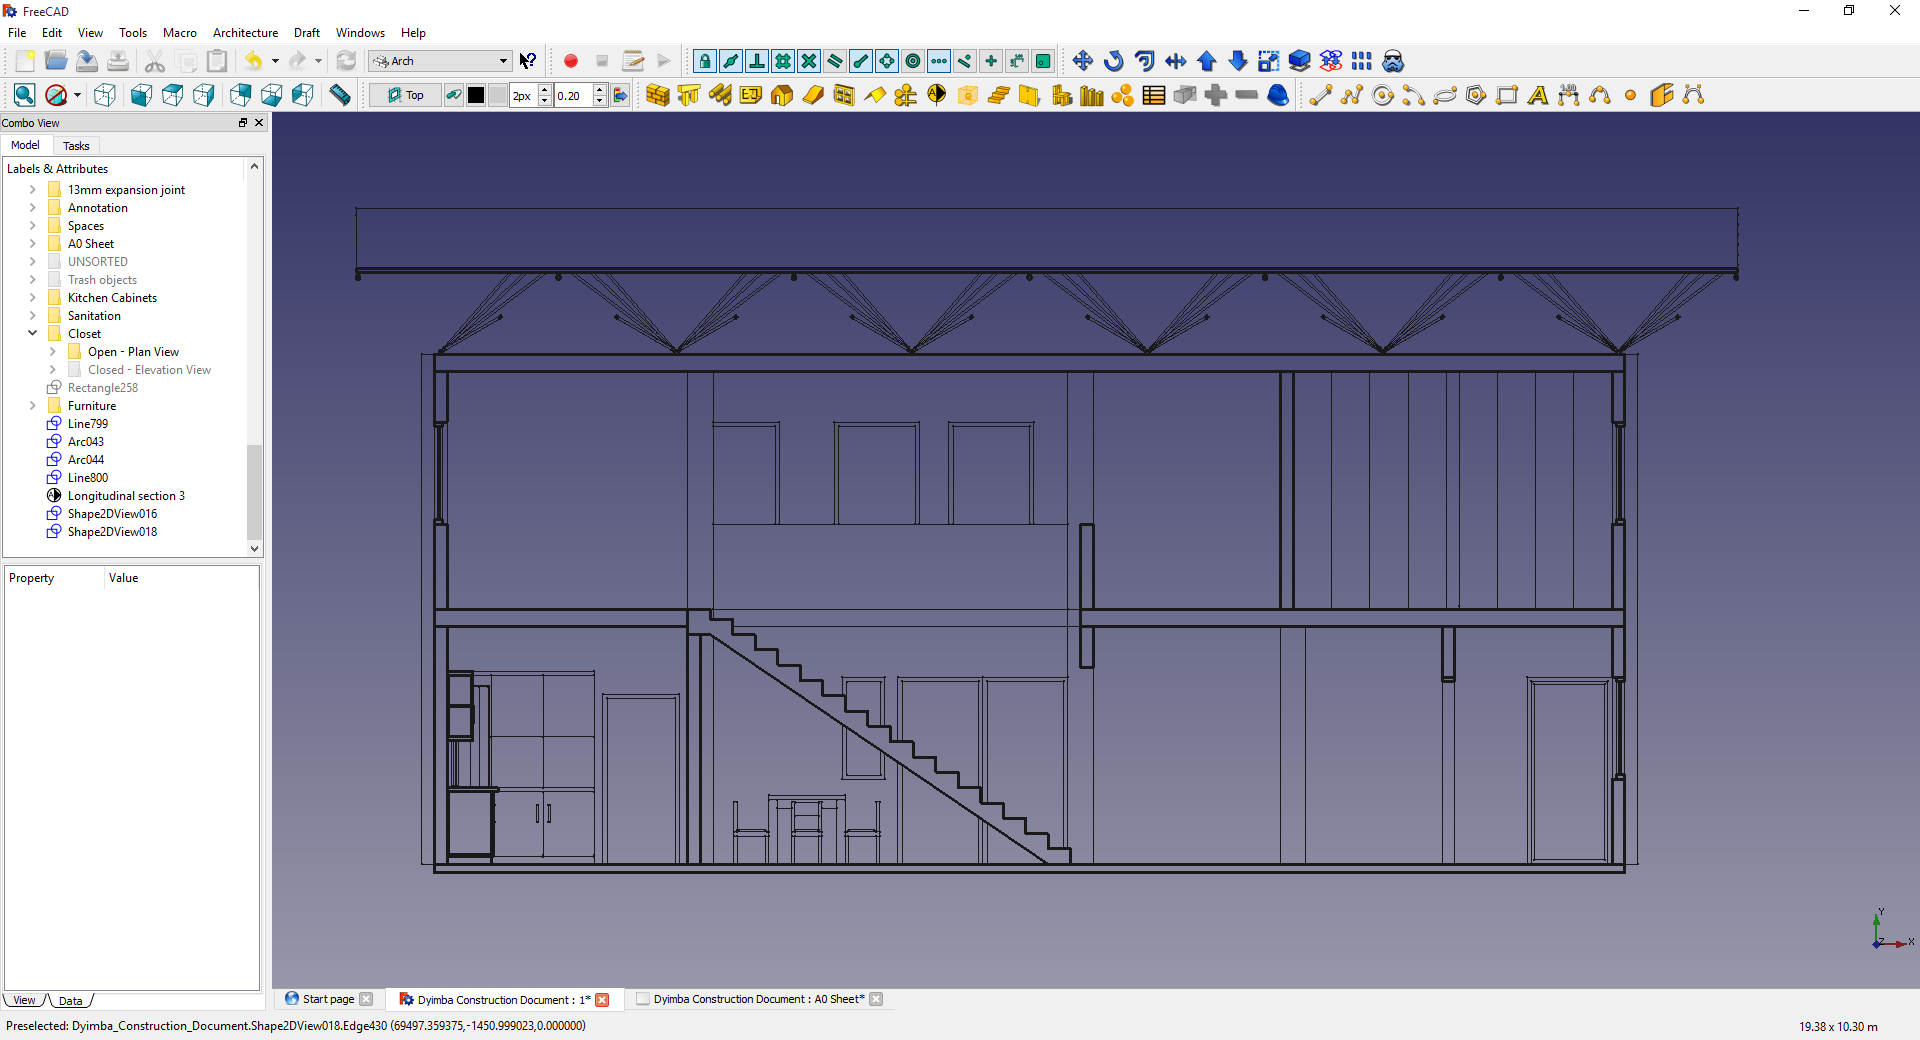 FreeCAD
File Edit View Tools Macro Architecture Draft Windows Help
Arch
Top 2px 0.20
Combo View
Model Tasks
Labels & Attributes
13mm expansion joint
Annotation
Spaces
A0 Sheet
UNSORTED
Trash objects
Kitchen Cabinets
Sanitation
Closet
Open - Plan View
Closed - Elevation View
Rectangle258
Furniture
Line799
Arc043
Arc044
Line800
Longitudinal section 3
Shape2DView016
Shape2DView018
Property Value
Y
Z X
View Data
Start page Dyimba Construction Document : 1* Dyimba Construction Document : A0 Sheet*
Preselected: Dyimba_Construction_Document.Shape2DView018.Edge430 (69497.359375,-1450.999023,0.000000)
19.38 x 10.30 m